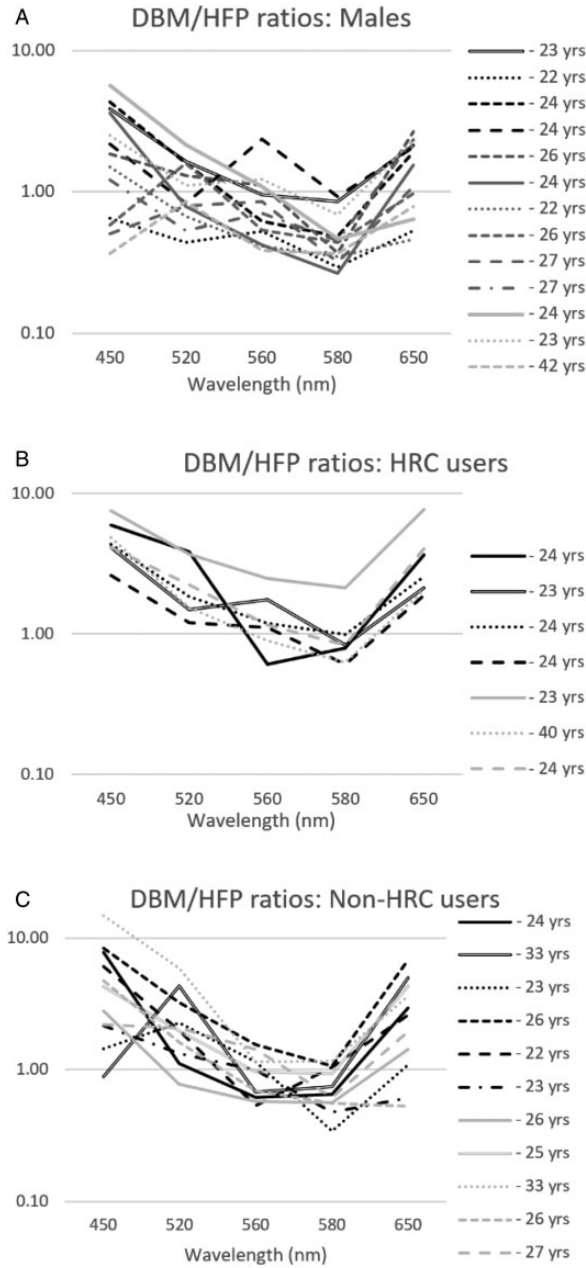 A
DBM/HFP ratios: Males
10.00
1.00
0.10
450 520 560 580 650
Wavelength (nm)
- 23 yrs
- 22 yrs
- 24 yrs
- 24 yrs
- 26 yrs
- 24 yrs
- 22 yrs
- 26 yrs
- 27 yrs
- 27 yrs
- 24 yrs
- 23 yrs
- 42 yrs
B
DBM/HFP ratios: HRC users
10.00
1.00
0.10
450 520 560 580 650
Wavelength (nm)
- 24 yrs
- 23 yrs
- 24 yrs
- 24 yrs
- 23 yrs
- 40 yrs
- 24 yrs
C
DBM/HFP ratios: Non-HRC users
10.00
1.00
0.10
450 520 560 580 650
Wavelength (nm)
- 24 yrs
- 33 yrs
- 23 yrs
- 26 yrs
- 22 yrs
- 23 yrs
- 26 yrs
- 25 yrs
- 33 yrs
- 26 yrs
- 27 yrs